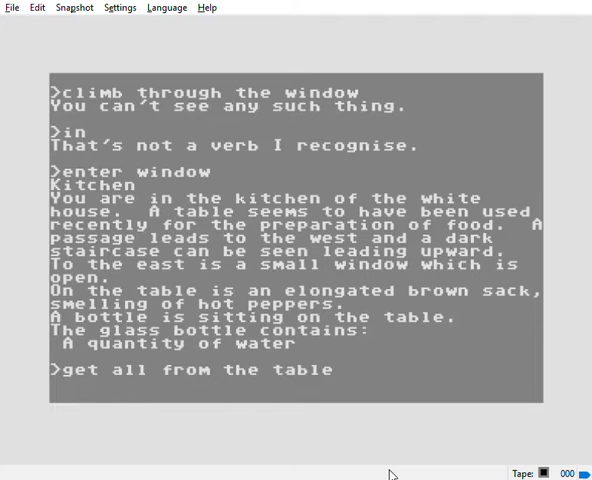 File Edit Snapshot Settings Language Help
>climb through the window
You can't see any such thing.
>in
That's not a verb I recognise.
>enter window
Kitchen
You are in the kitchen of the white
house. A table seems to have been used
recently for the preparation of food. A
passage leads to the west and a dark
staircase can be seen leading upward.
To the east is a small window which is
open.
On the table is an elongated brown sack,
smelling of hot peppers.
A bottle is sitting on the table.
The glass bottle contains:
A quantity of water
>get all from the table
Tape: 000